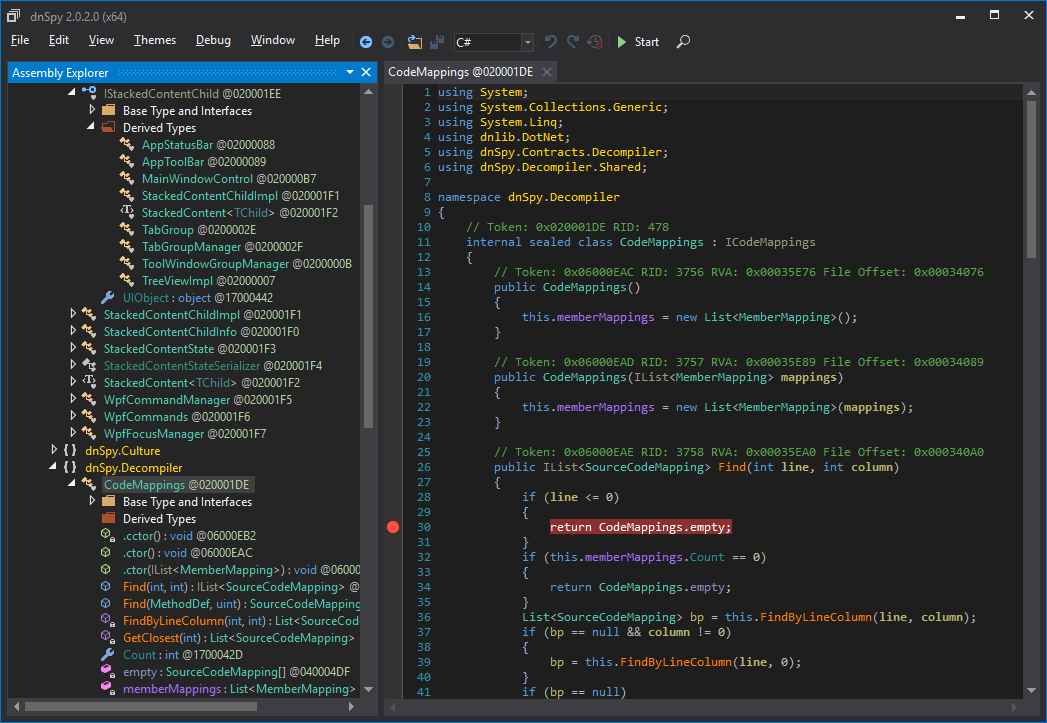 dnSpy 2.0.2.0 (x64)
File Edit View Themes Debug Window Help C# Start
Assembly Explorer
IStackedContentChild @020001EE
Base Type and Interfaces
Derived Types
AppStatusBar @02000088
AppToolBar @02000089
MainWindowControl @020000B7
StackedContentChildImpl @020001F1
StackedContent<TChild> @020001F2
TabGroup @0200002E
TabGroupManager @0200002F
ToolWindowGroupManager @0200000B
TreeViewImpl @02000007
UIObject : object @17000442
StackedContentChildImpl @020001F1
StackedContentChildInfo @020001F0
StackedContentState @020001F3
StackedContentStateSerializer @020001F4
StackedContent<TChild> @020001F2
WpfCommandManager @020001F5
WpfCommands @020001F6
WpfFocusManager @020001F7
{ } dnSpy.Culture
{ } dnSpy.Decompiler
CodeMappings @020001DE
Base Type and Interfaces
Derived Types
.cctor() : void @06000EB2
.ctor() : void @06000EAC
.ctor(IList<MemberMapping>) : void @0600
Find(int, int) : IList<SourceCodeMapping> @
Find(MethodDef, uint) : SourceCodeMapping
FindByLineColumn(int, int) : List<SourceCod
GetClosest(int) : List<SourceCodeMapping>
Count : int @1700042D
empty : SourceCodeMapping[] @040004DF
memberMappings : List<MemberMapping>
CodeMappings @020001DE
1 using System;
2 using System.Collections.Generic;
3 using System.Linq;
4 using dnlib.DotNet;
5 using dnSpy.Contracts.Decompiler;
6 using dnSpy.Decompiler.Shared;
7
8 namespace dnSpy.Decompiler
9 {
10 // Token: 0x020001DE RID: 478
11 internal sealed class CodeMappings : ICodeMappings
12 {
13 // Token: 0x06000EAC RID: 3756 RVA: 0x00035E76 File Offset: 0x00034076
14 public CodeMappings()
15 {
16 this.memberMappings = new List<MemberMapping>();
17 }
18
19 // Token: 0x06000EAD RID: 3757 RVA: 0x00035E89 File Offset: 0x00034089
20 public CodeMappings(IList<MemberMapping> mappings)
21 {
22 this.memberMappings = new List<MemberMapping>(mappings);
23 }
24
25 // Token: 0x06000EAE RID: 3758 RVA: 0x00035EA0 File Offset: 0x000340A0
26 public IList<SourceCodeMapping> Find(int line, int column)
27 {
28 if (line <= 0)
29 {
30 return CodeMappings.empty;
31 }
32 if (this.memberMappings.Count == 0)
33 {
34 return CodeMappings.empty;
35 }
36 List<SourceCodeMapping> bp = this.FindByLineColumn(line, column);
37 if (bp == null && column != 0)
38 {
39 bp = this.FindByLineColumn(line, 0);
40 }
41 if (bp == null)